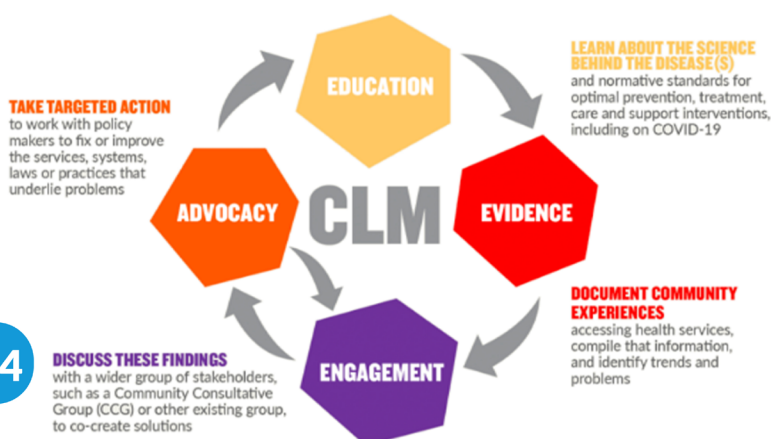 EDUCATION
LEARN ABOUT THE SCIENCE
BEHIND THE DISEASE(S)
and normative standards for
optimal prevention, treatment,
care and support interventions,
including on COVID-19
TAKE TARGETED ACTION
to work with policy
makers to fix or improve
the services, systems,
laws or practices that
underlie problems
ADVOCACY
CLM
EVIDENCE
DOCUMENT COMMUNITY
EXPERIENCES
accessing health services,
compile that information,
and identify trends and
problems
4
DISCUSS THESE FINDINGS
with a wider group of stakeholders,
such as a Community Consultative
Group (CCG) or other existing group,
to co-create solutions
ENGAGEMENT